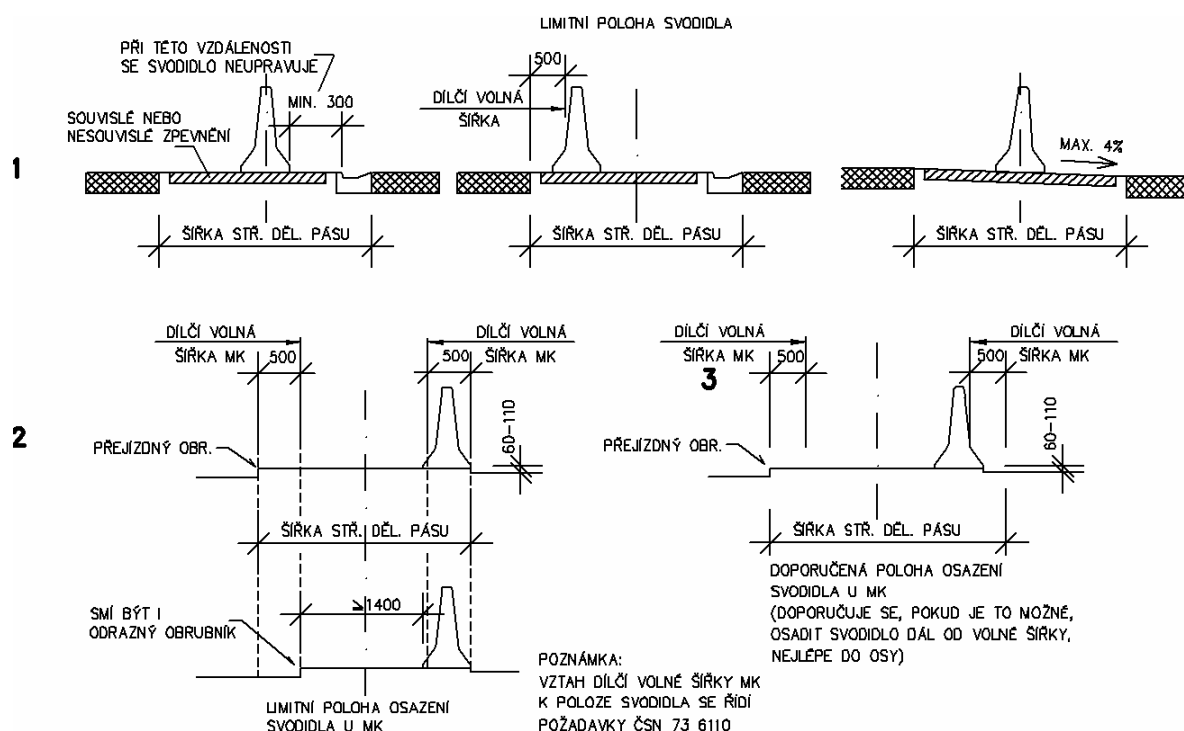 LIMITNÍ POLOHA SVODIDLA
PŘI TÉTO VZDÁLENOSTI
SE SVODIDLO NEUPRAVUJE
MIN. 300
SOUVISLÉ NEBO
NESOUVISLÉ ZPEVNĚNÍ
500
DÍLČÍ VOLNÁ
ŠÍŘKA
MAX. 4%
1
ŠÍŘKA STŘ. DĚL. PÁSU
ŠÍŘKA STŘ. DĚL. PÁSU
ŠÍŘKA STŘ. DĚL. PÁSU
DÍLČÍ VOLNÁ
ŠÍŘKA MK
500
DÍLČÍ VOLNÁ
ŠÍŘKA MK
500
60-110
PŘEJÍZDNÝ OBR.
2
ŠÍŘKA STŘ. DĚL. PÁSU
≥1400
SMÍ BÝT I
ODRAZNÝ OBRUBNÍK
LIMITNÍ POLOHA OSAZENÍ
SVODIDLA U MK
3
DÍLČÍ VOLNÁ
ŠÍŘKA MK
500
DÍLČÍ VOLNÁ
ŠÍŘKA MK
500
60-110
PŘEJÍZDNÝ OBR.
ŠÍŘKA STŘ. DĚL. PÁSU
DOPORUČENÁ POLOHA OSAZENÍ
SVODIDLA U MK
(DOPORUČUJE SE, POKUD JE TO MOŽNÉ,
OSADIT SVODIDLO DÁL OD VOLNÉ ŠÍŘKY,
NEJLÉPE DO OSY)
POZNÁMKA:
VZTAH DÍLČÍ VOLNÉ ŠÍŘKY MK
K POLOZE SVODIDLA SE ŘÍDÍ
POŽADAVKY ČSN 73 6110